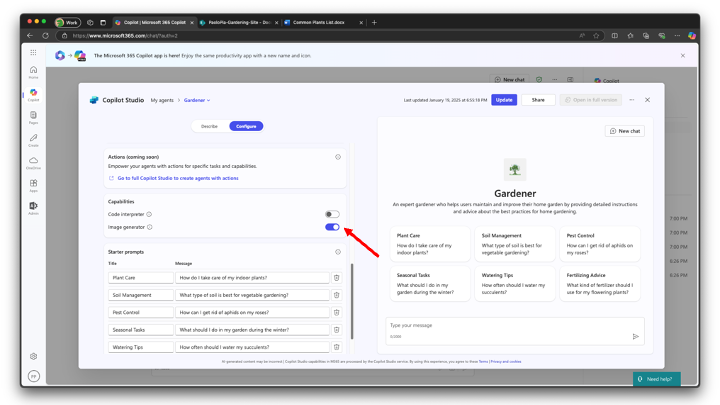 Work
Copilot | Microsoft 365 Copilot
PaoloPia-Gardening-Site - Doc
Common Plants List.docx
https://www.microsoft365.com/chat/?auth=2
The Microsoft 365 Copilot app is here! Enjoy the same productivity app with a new name and icon.
Home
Copilot
Pages
Create
OneDrive
Apps
Admin
PP
New chat
Copilot
Copilot Studio
My agents > Gardener
Last updated January 19, 2025 at 6:55:18 PM
Update
Share
Open in full version
Describe
Configure
Actions (coming soon)
Empower your agents with actions for specific tasks and capabilities.
Go to full Copilot Studio to create agents with actions
Capabilities
Code interpreter
Image generator
Starter prompts
Title
Message
Plant Care
How do I take care of my indoor plants?
Soil Management
What type of soil is best for vegetable gardening?
Pest Control
How can I get rid of aphids on my roses?
Seasonal Tasks
What should I do in my garden during the winter?
Watering Tips
How often should I water my succulents?
New chat
Gardener
An expert gardener who helps users maintain and improve their home garden by providing detailed instructions
and advice about the best practices for home gardening.
Plant Care
How do I take care of my
indoor plants?
Soil Management
What type of soil is best for
vegetable gardening?
Pest Control
How can I get rid of aphids on
my roses?
Seasonal Tasks
What should I do in my
garden during the winter?
Watering Tips
How often should I water my
succulents?
Fertilizing Advice
What kind of fertilizer should I
use for my flowering plants?
Type your message
7:00 PM
7:00 PM
7:00 PM
6:26 PM
6:26 PM
AI-generated content may be incorrect. | Copilot Studio capabilities in M365 are processed by the Copilot Studio service. By using this experience, you agree to these Terms | Privacy and cookies
Need help?